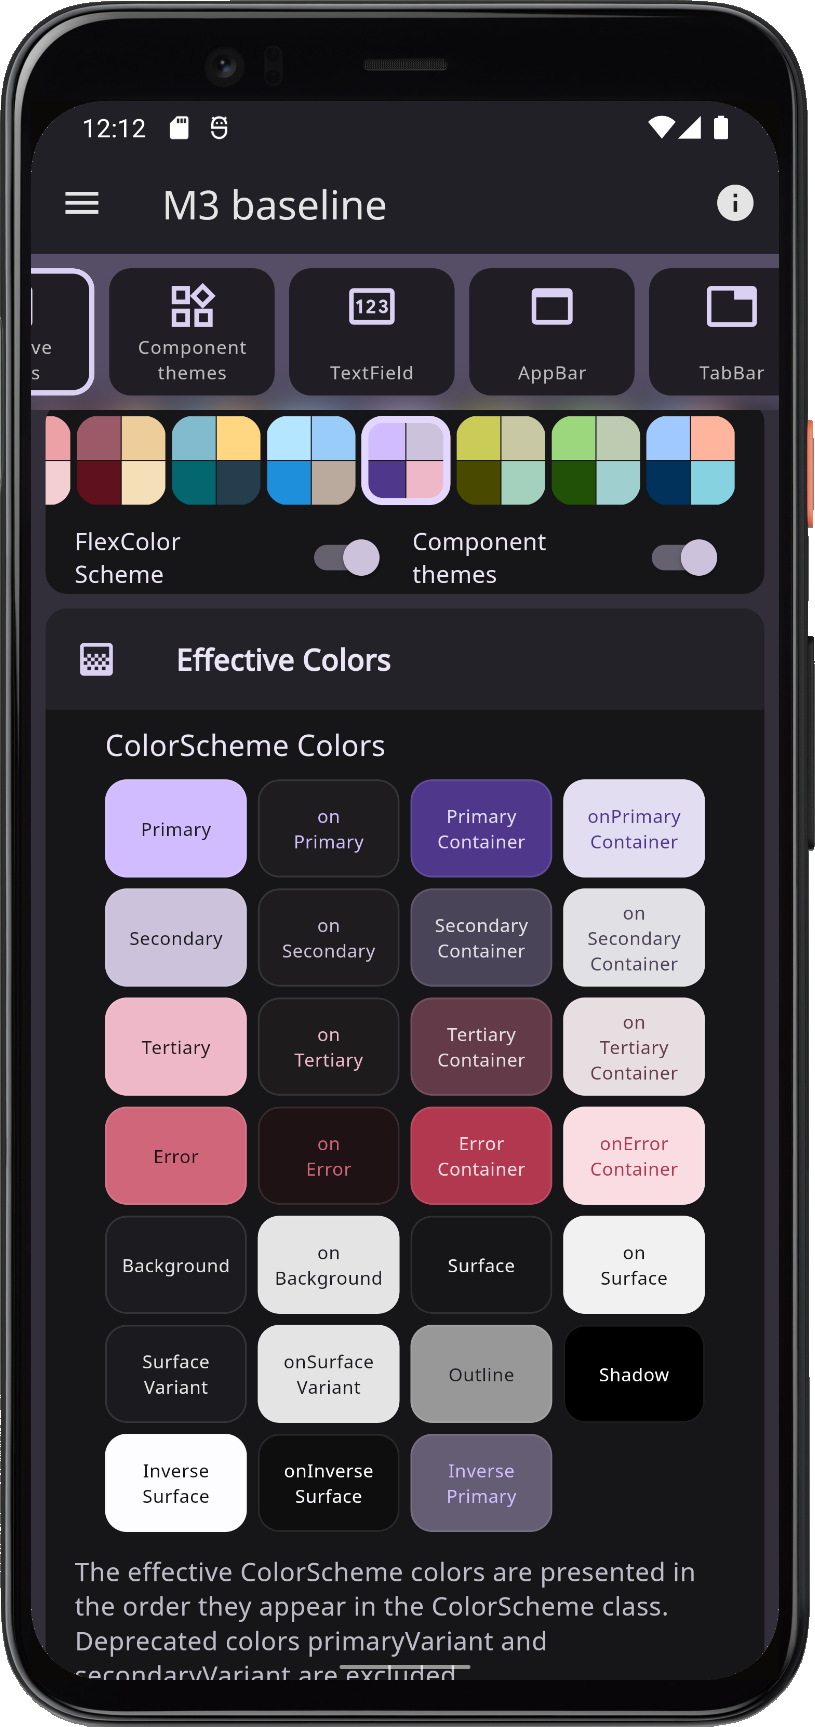 12:12
M3 baseline
ve
s
Component
themes
123
TextField
AppBar
TabBar
FlexColor
Scheme
Component
themes
Effective Colors
ColorScheme Colors
Primary
on
Primary
Primary
Container
onPrimary
Container
Secondary
on
Secondary
Secondary
Container
on
Secondary
Container
Tertiary
on
Tertiary
Tertiary
Container
on
Tertiary
Container
Error
on
Error
Error
Container
onError
Container
Background
on
Background
Surface
on
Surface
Surface
Variant
onSurface
Variant
Outline
Shadow
Inverse
Surface
onInverse
Surface
Inverse
Primary
The effective ColorScheme colors are presented in
the order they appear in the ColorScheme class.
Deprecated colors primaryVariant and
secondaryVariant are excluded